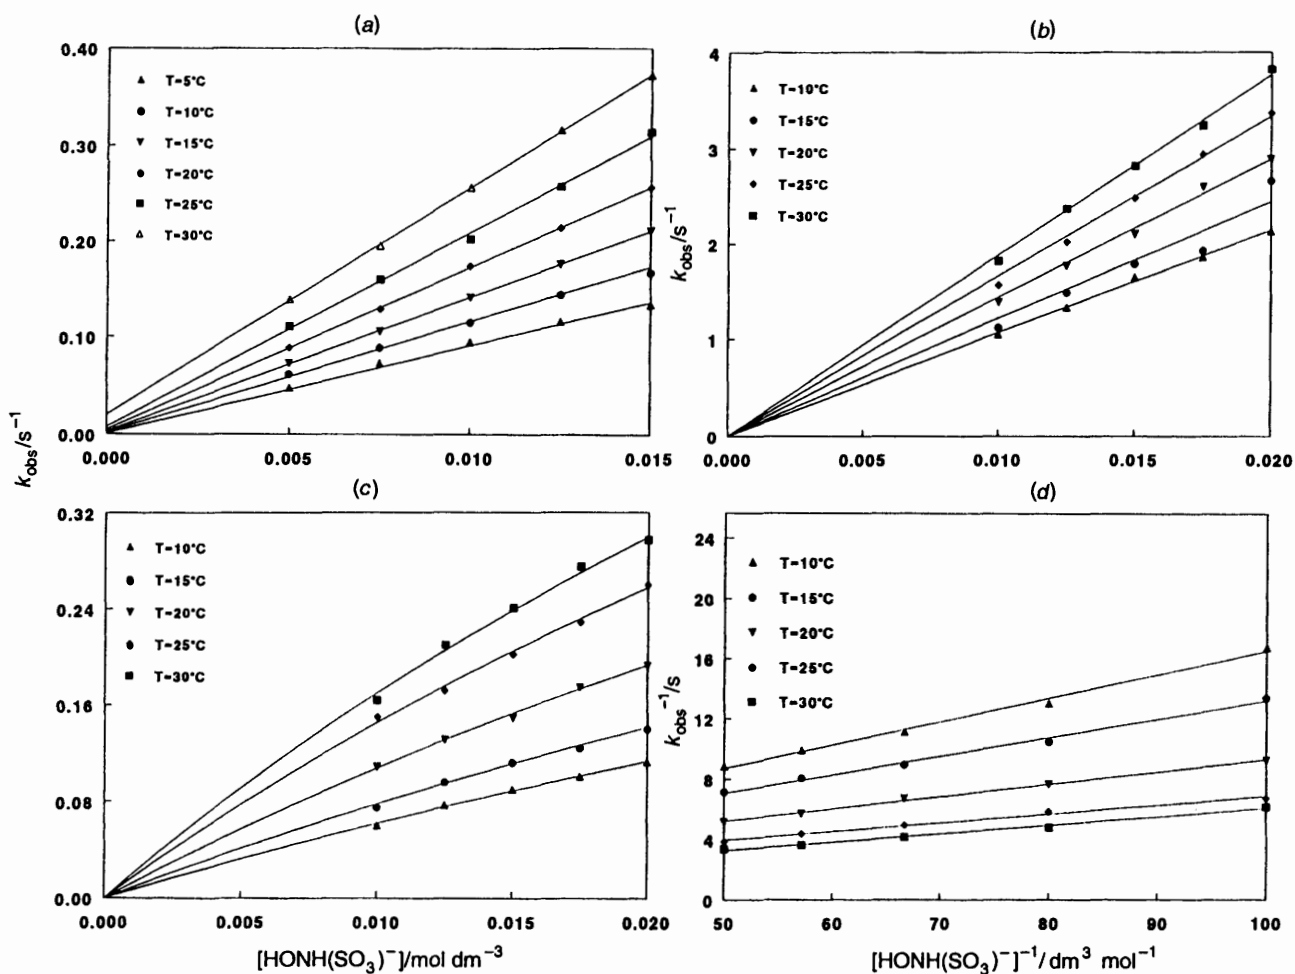 (a)
0.40
0.30
0.20
0.10
0.00
T=5°C
T=10°C
T=15°C
T=20°C
T=25°C
T=30°C
0.000 0.005 0.010 0.015
k_obs/s⁻¹
(b)
4
3
2
1
0
T=10°C
T=15°C
T=20°C
T=25°C
T=30°C
0.000 0.005 0.010 0.015 0.020
k_obs/s⁻¹
(c)
0.32
0.24
0.16
0.08
0.00
T=10°C
T=15°C
T=20°C
T=25°C
T=30°C
0.000 0.005 0.010 0.015 0.020
[HONH(SO₃)⁻]/mol dm⁻³
(d)
24
20
16
12
8
4
0
T=10°C
T=15°C
T=20°C
T=25°C
T=30°C
50 60 70 80 90 100
k_obs⁻¹/s
[HONH(SO₃)⁻]⁻¹/dm³ mol⁻¹